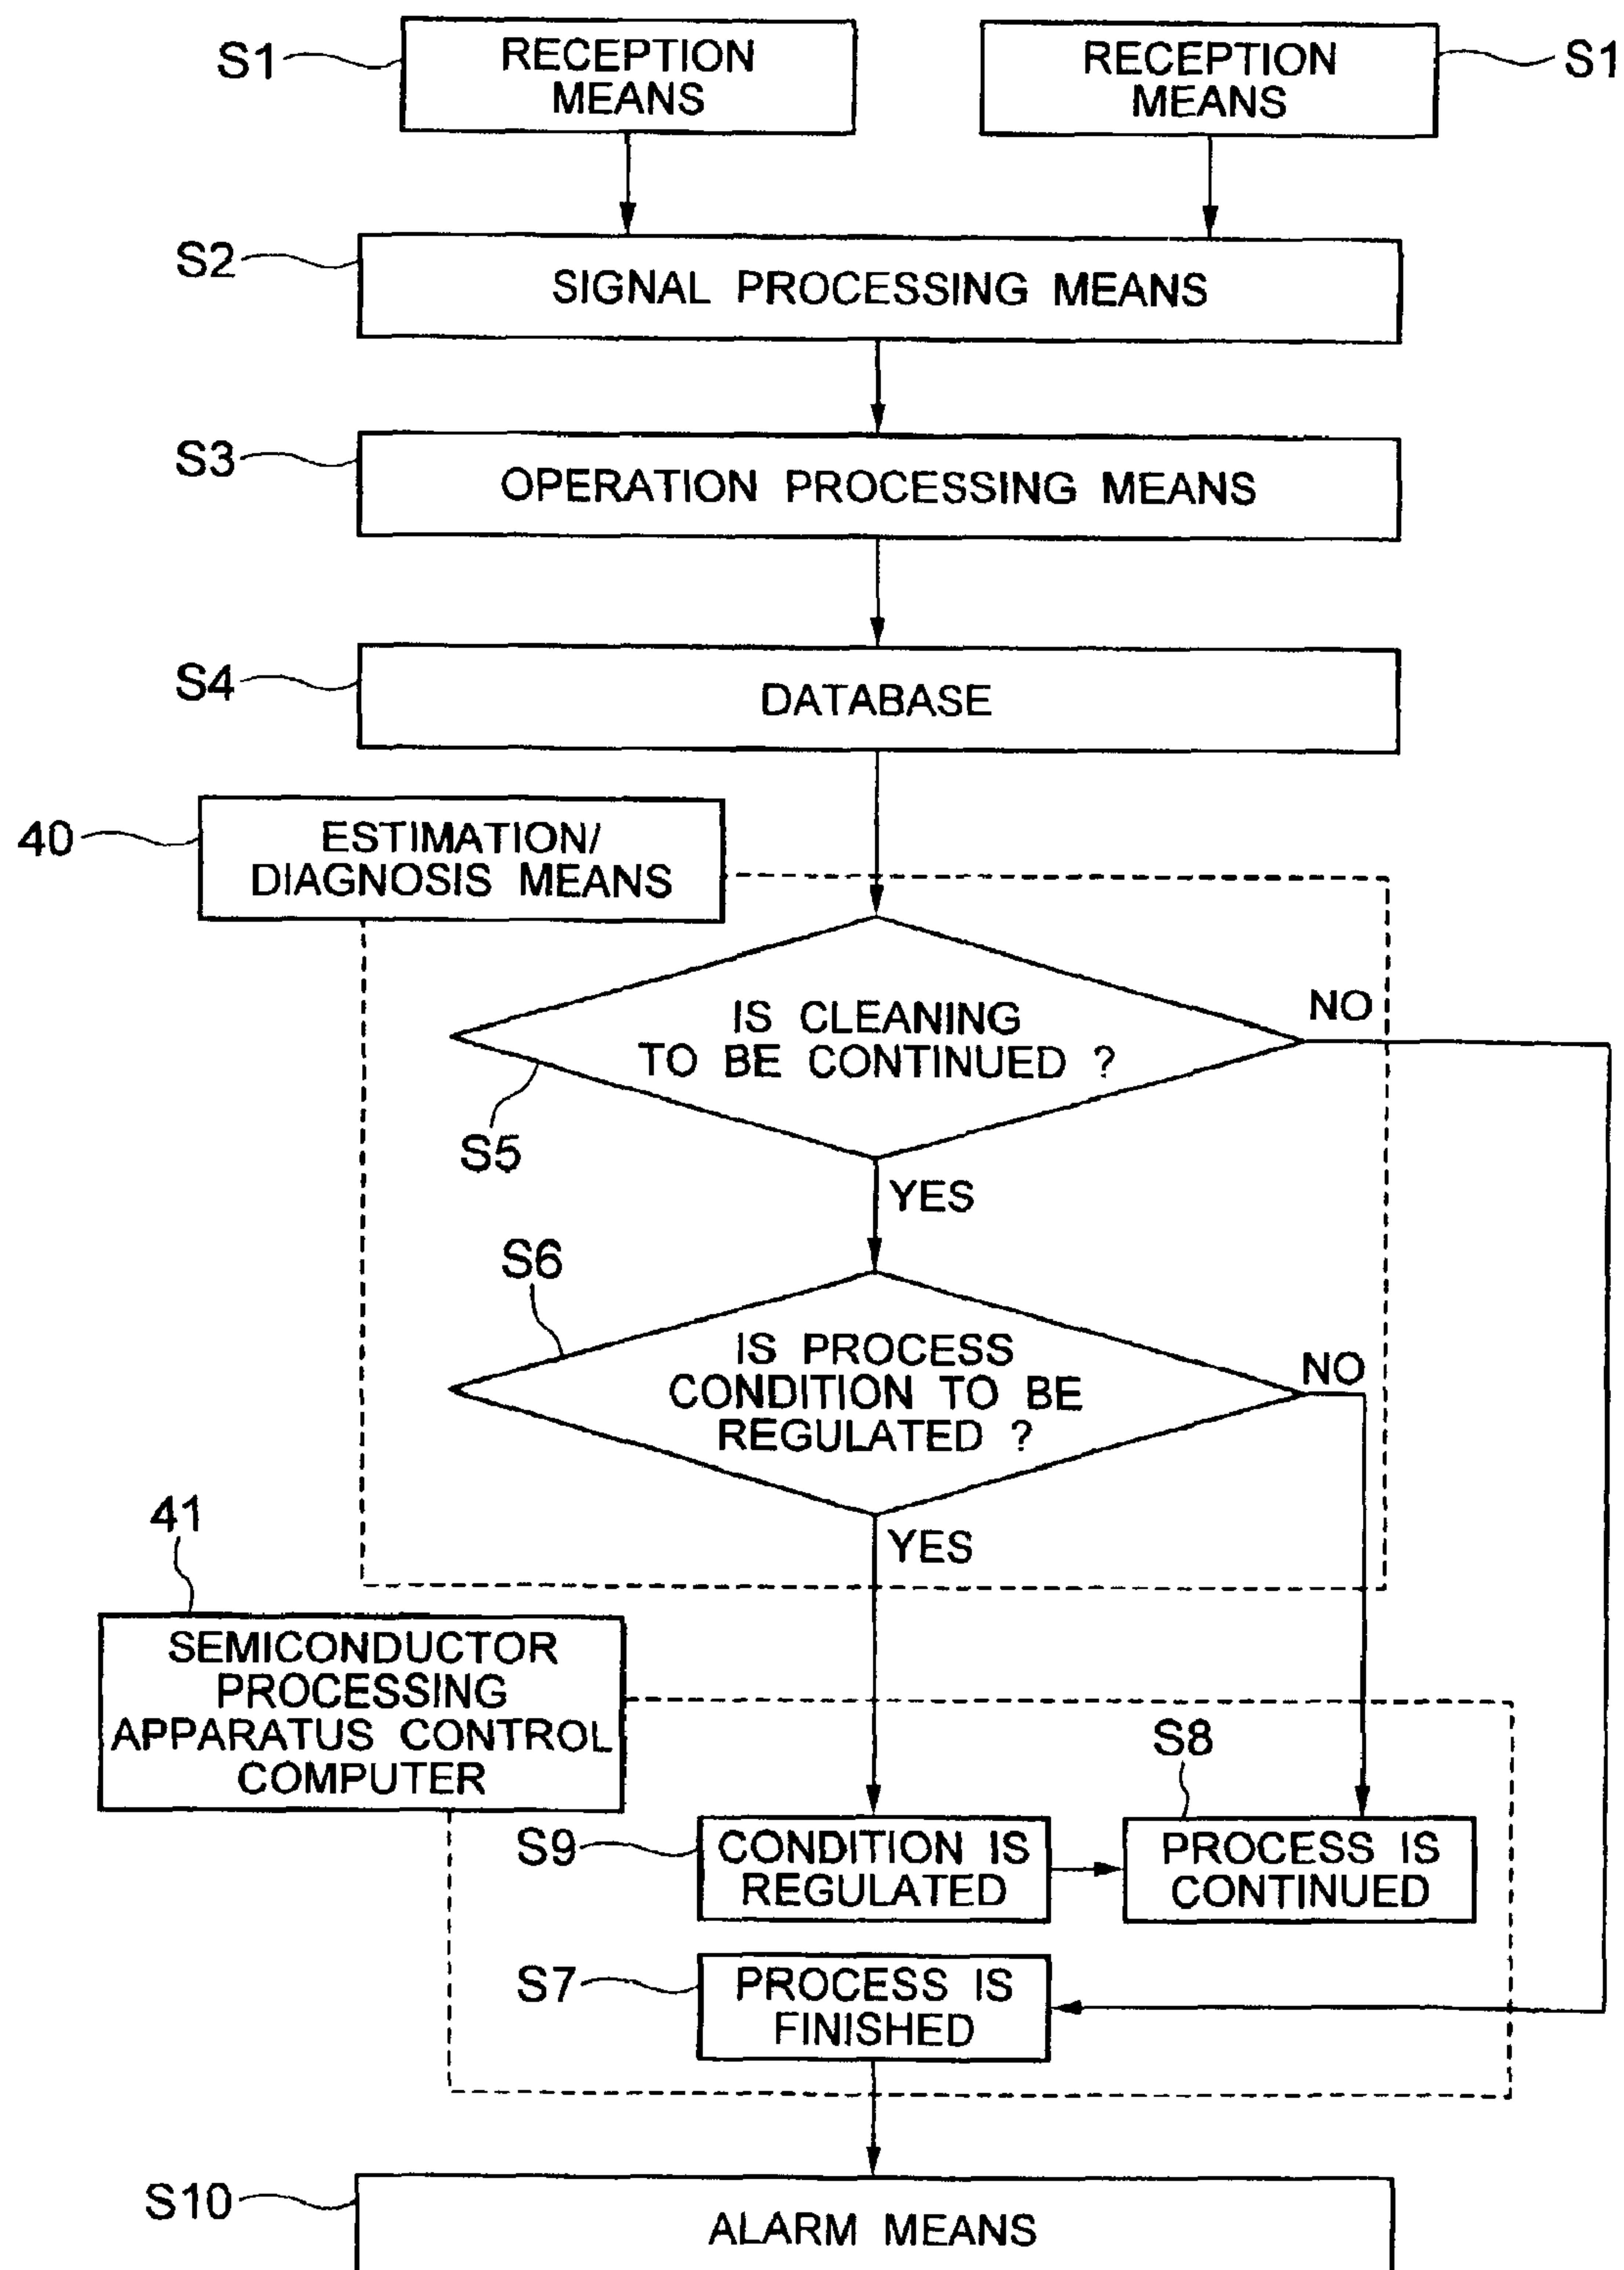 S1
RECEPTION
MEANS
RECEPTION
MEANS
S1
S2
SIGNAL PROCESSING MEANS
S3
OPERATION PROCESSING MEANS
S4
DATABASE
40
ESTIMATION/
DIAGNOSIS MEANS
IS CLEANING
TO BE CONTINUED ?
NO
S5
YES
S6
IS PROCESS
CONDITION TO BE
REGULATED ?
NO
YES
41
SEMICONDUCTOR
PROCESSING
APPARATUS CONTROL
COMPUTER
S9
CONDITION IS
REGULATED
S8
PROCESS IS
CONTINUED
S7
PROCESS IS
FINISHED
S10
ALARM MEANS